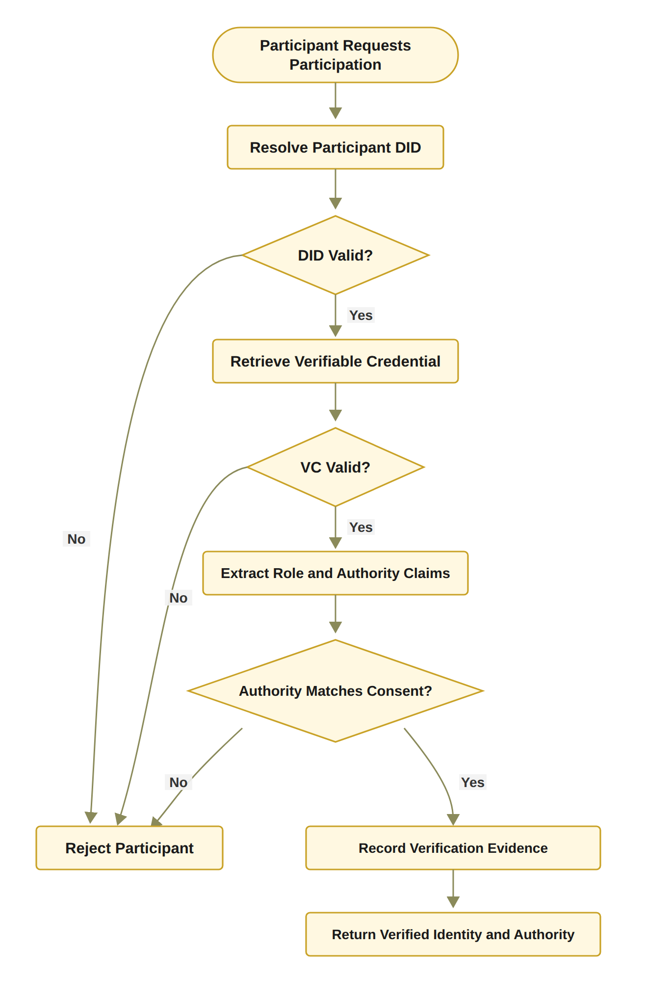 Participant Requests
Participation
Resolve Participant DID
DID Valid?
Yes
Retrieve Verifiable Credential
VC Valid?
Yes
No
Extract Role and Authority Claims
No
Authority Matches Consent?
No
Yes
Reject Participant
Record Verification Evidence
Return Verified Identity and Authority